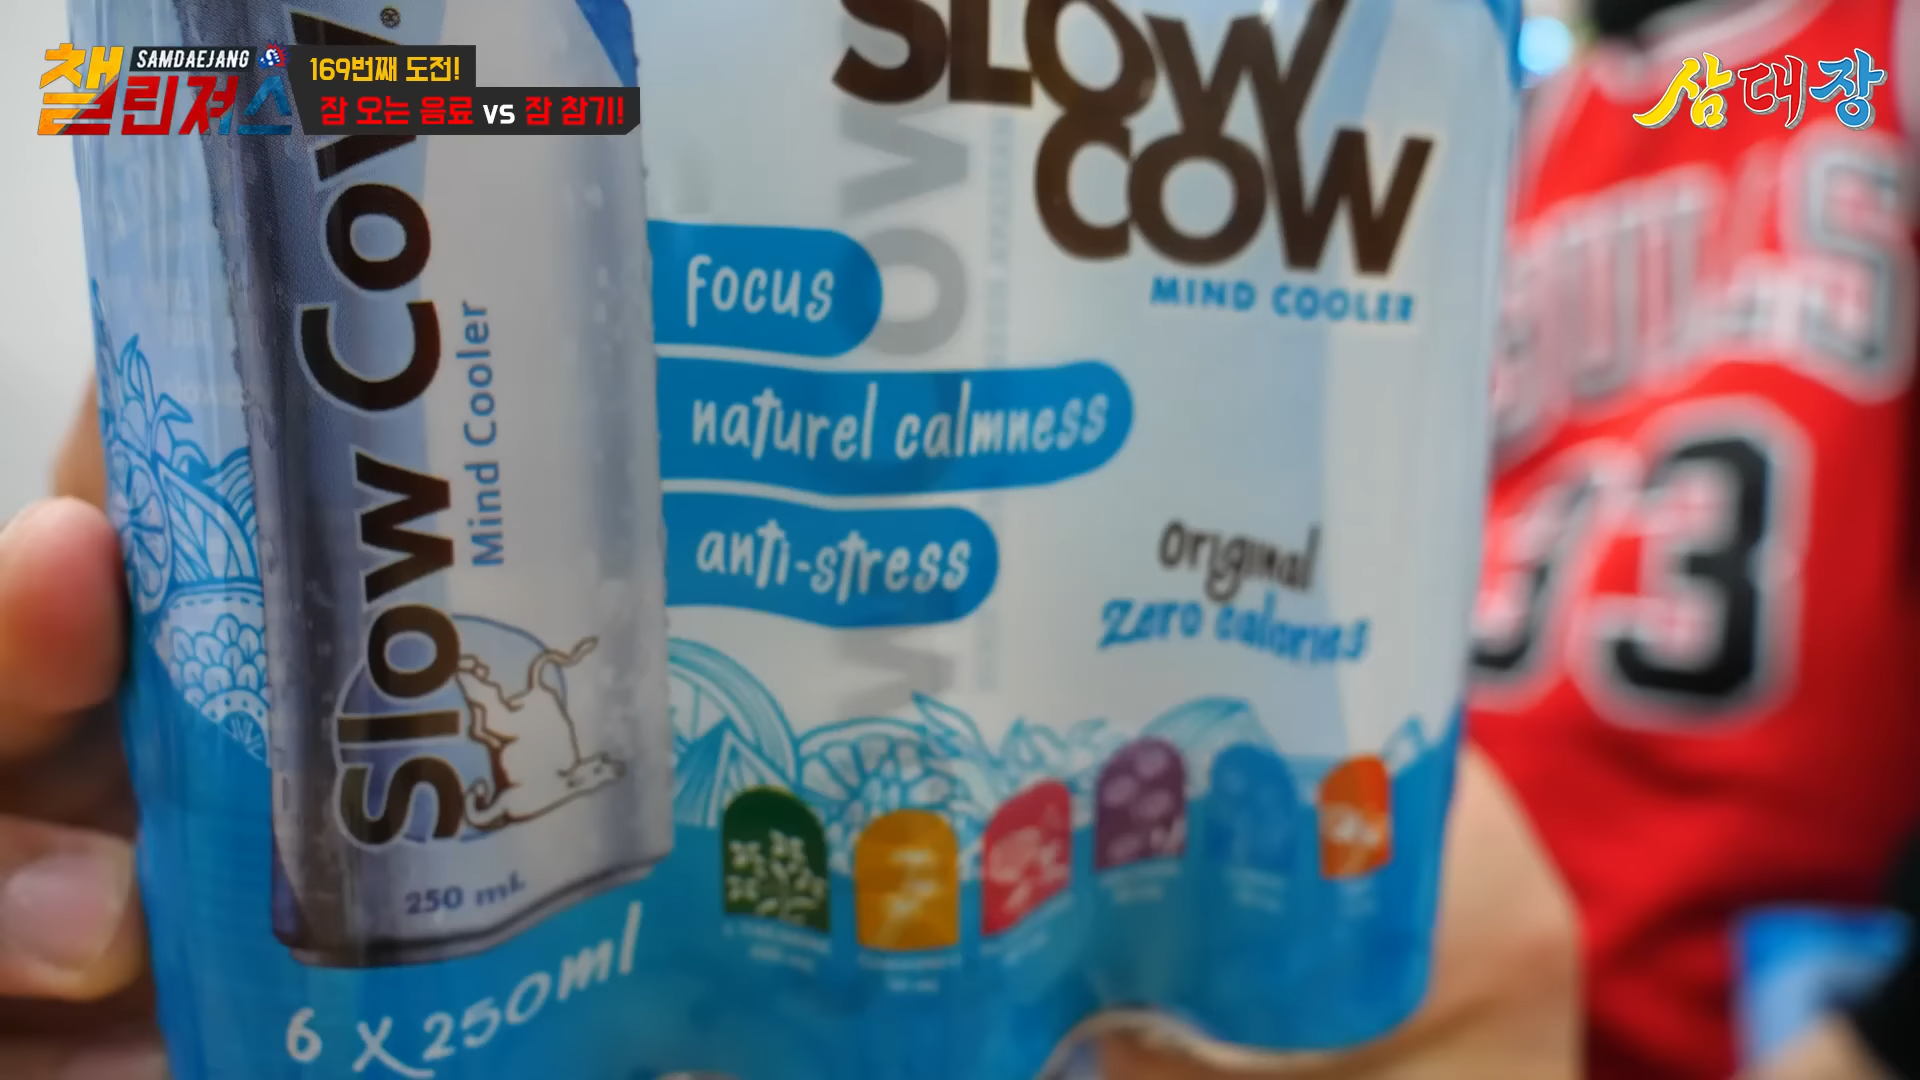 챌린져스
SAMDAEJANG
169번째 도전!
잠 오는 음료 vs 잠 참기!
삼대장
Slow Cow
Mind Cooler
250 mL
SLOW
COW
MIND COOLER
focus
naturel calmness
anti-stress
Original
zero calories
6 x 250ml
33